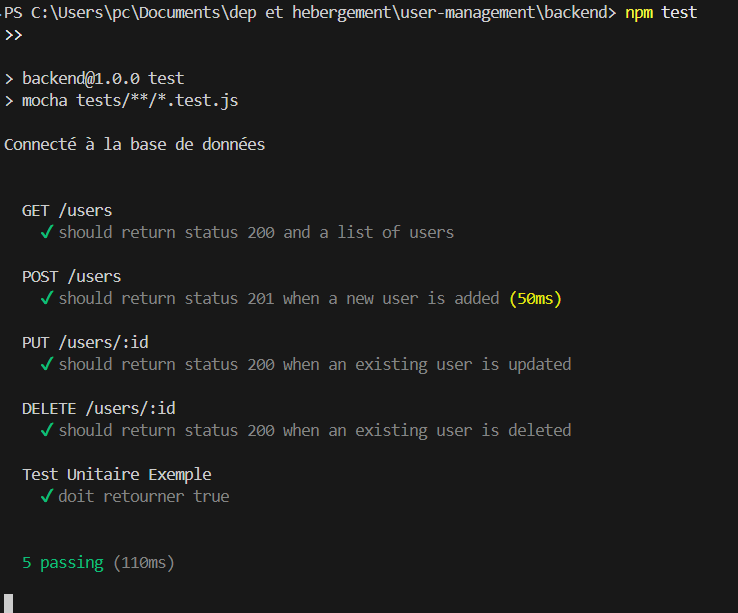 PS C:\Users\pc\Documents\dep et hebergement\user-management\backend> npm test
>>
> backend@1.0.0 test
> mocha tests/**/*.test.js
Connecté à la base de données
GET /users
✓ should return status 200 and a list of users
POST /users
✓ should return status 201 when a new user is added (50ms)
PUT /users/:id
✓ should return status 200 when an existing user is updated
DELETE /users/:id
✓ should return status 200 when an existing user is deleted
Test Unitaire Exemple
✓ doit retourner true
5 passing (110ms)